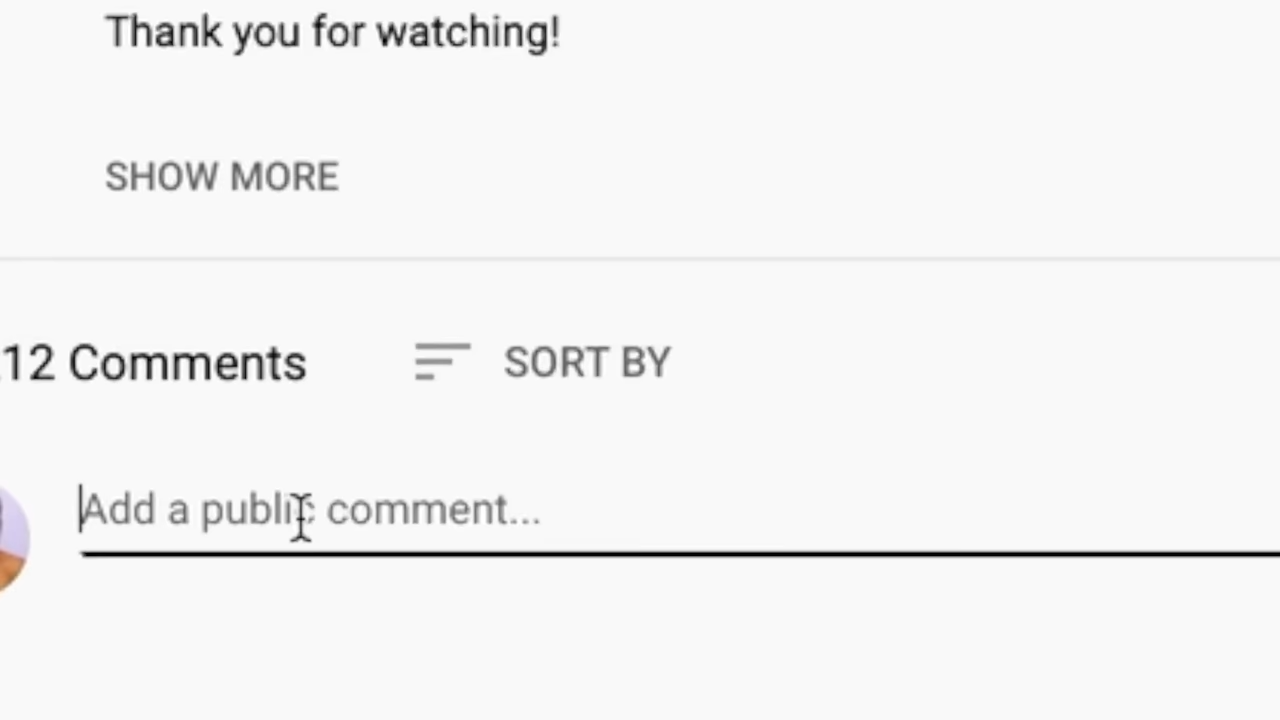 Thank you for watching!
SHOW MORE
12 Comments
SORT BY
Add a public comment...